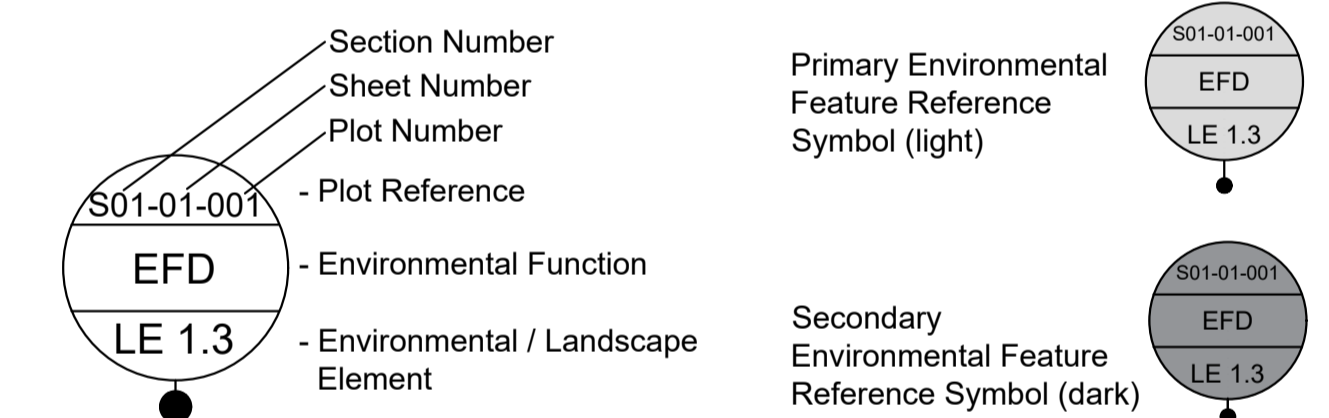 Section Number
Sheet Number
Plot Number
S01-01-001
- Plot Reference
EFD
- Environmental Function
LE 1.3
- Environmental / Landscape
Element
Primary Environmental
Feature Reference
Symbol (light)
S01-01-001
EFD
LE 1.3
Secondary
Environmental Feature
Reference Symbol (dark)
S01-01-001
EFD
LE 1.3